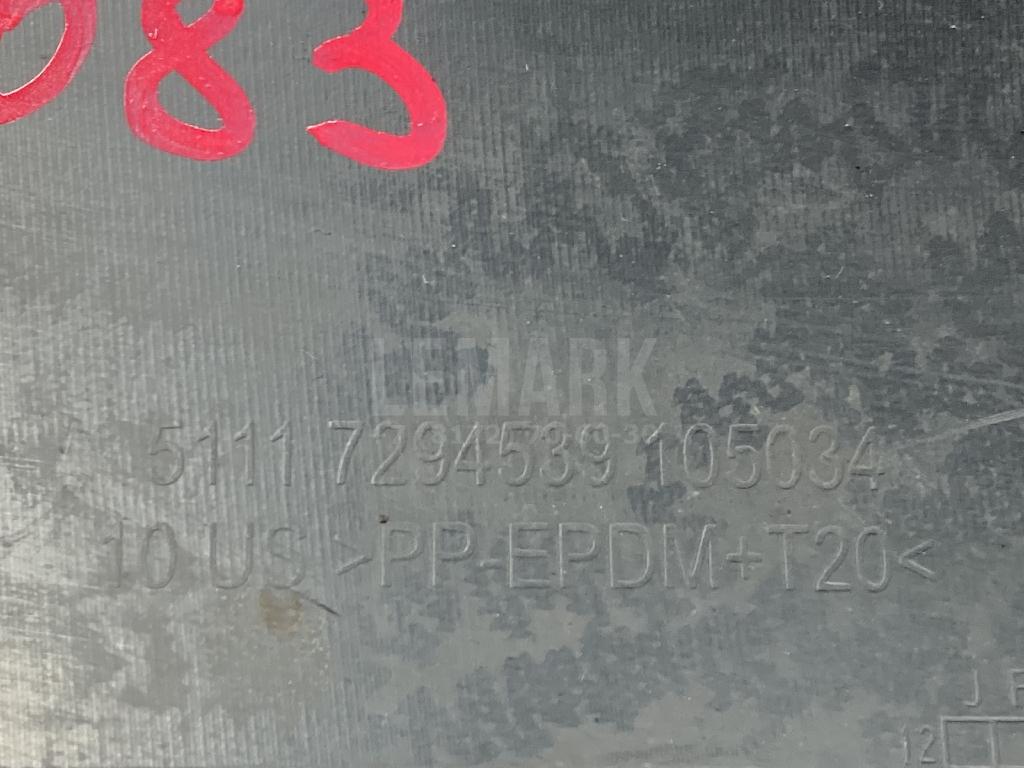 083
LEMARK
5111 7294539 105034
10 US >PP-EPDM+T20<
J F
12